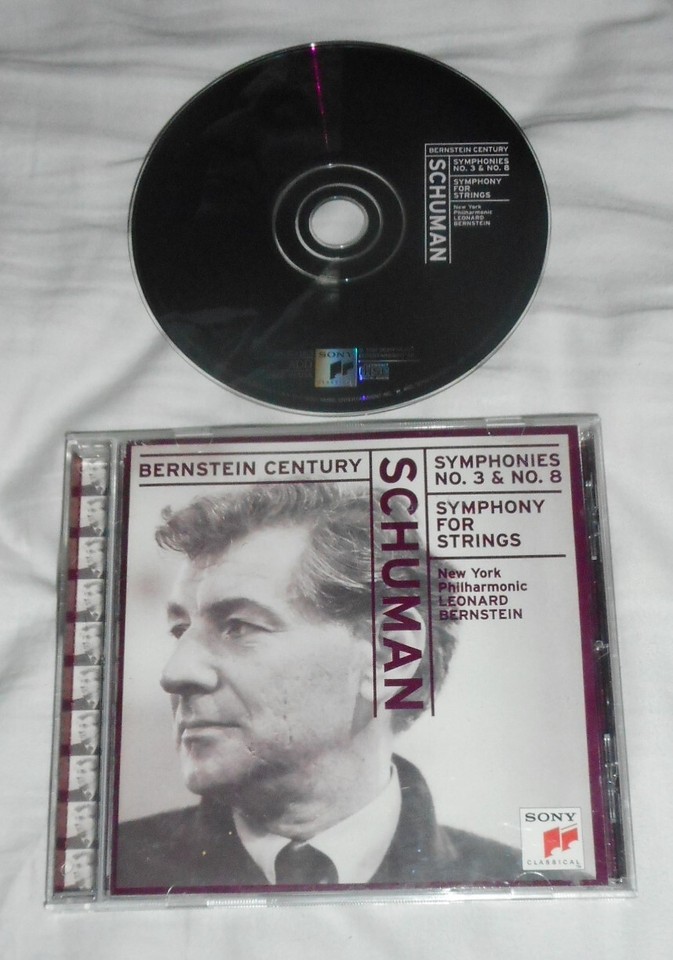 BERNSTEIN CENTURY
SCHUMAN
SYMPHONIES
NO. 3 & NO. 8
SYMPHONY
FOR
STRINGS
New York
Philharmonic
LEONARD
BERNSTEIN
SONY
CLASSICAL
BERNSTEIN CENTURY
SCHUMAN
SYMPHONIES
NO. 3 & NO. 8
SYMPHONY
FOR
STRINGS
New York
Philharmonic
LEONARD
BERNSTEIN
SONY
CLASSICAL